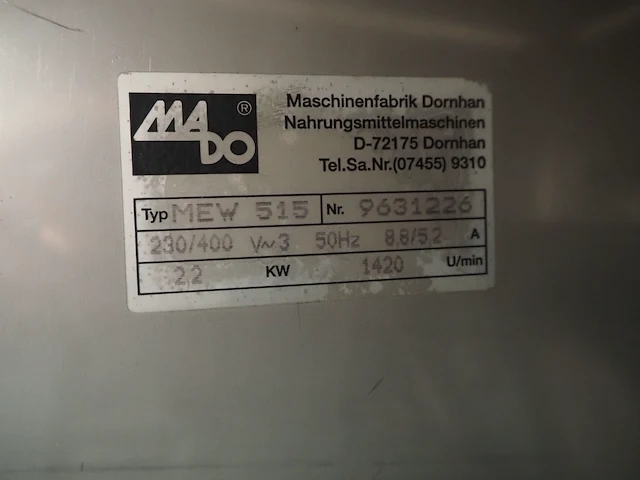 MADO ®
Maschinenfabrik Dornhan
Nahrungsmittelmaschinen
D-72175 Dornhan
Tel.Sa.Nr.(07455) 9310
Typ MEW 515 Nr. 9631226
230/400 V~3 50Hz 8,8/5,2 A
2,2 KW 1420 U/min